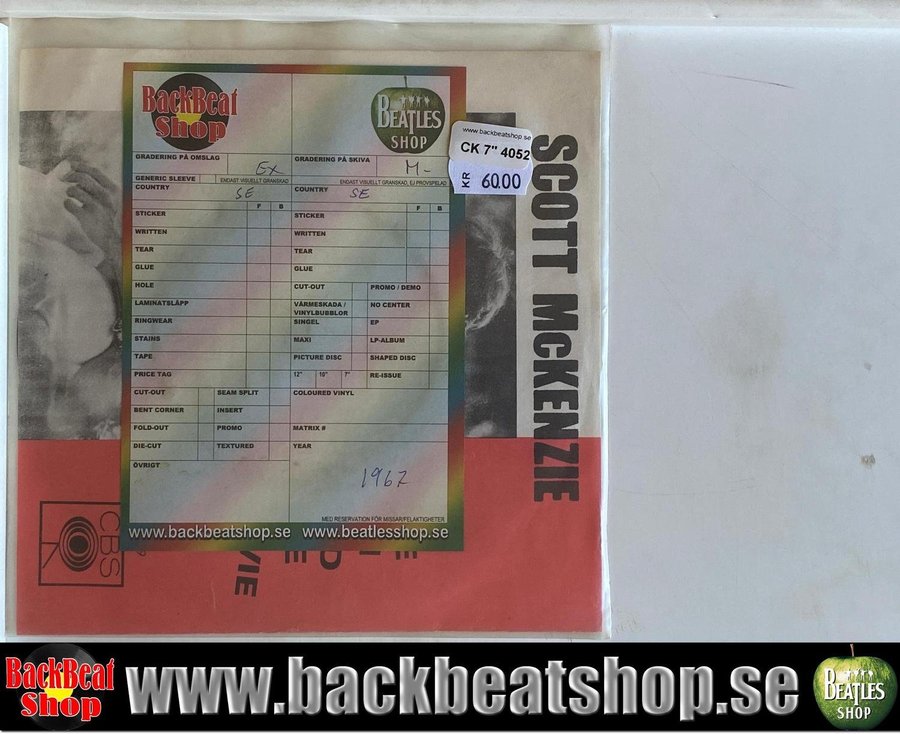 BackBeat
Shop
BEATLES
SHOP
www.backbeatshop.se
CK 7" 4052
KR 60.00
GRADERING PÅ OMSLAG
Ex
GRADERING PÅ SKIVA
M-
GENERIC SLEEVE
ENDAST VISUELLT GRANSKAD
ENDAST VISUELLT GRANSKAD, EJ PROVSPELAD
COUNTRY
SE
COUNTRY
SE
F B
F B
STICKER
STICKER
WRITTEN
WRITTEN
TEAR
TEAR
GLUE
GLUE
HOLE
CUT-OUT
PROMO / DEMO
LAMINATSLÄPP
VÄRMESKADA /
VINYLBUBBLOR
NO CENTER
RINGWEAR
SINGEL
EP
STAINS
MAXI
LP-ALBUM
TAPE
PICTURE DISC
SHAPED DISC
PRICE TAG
12" 10" 7"
RE-ISSUE
CUT-OUT
SEAM SPLIT
COLOURED VINYL
BENT CORNER
INSERT
FOLD-OUT
PROMO
MATRIX #
DIE-CUT
TEXTURED
YEAR
ÖVRIGT
1967
MED RESERVATION FÖR MISSAR/FELAKTIGHETER
www.backbeatshop.se
www.beatlesshop.se
SCOTT McKENZIE
CBS
VIE
BackBeat
Shop
www.backbeatshop.se
BEATLES
SHOP